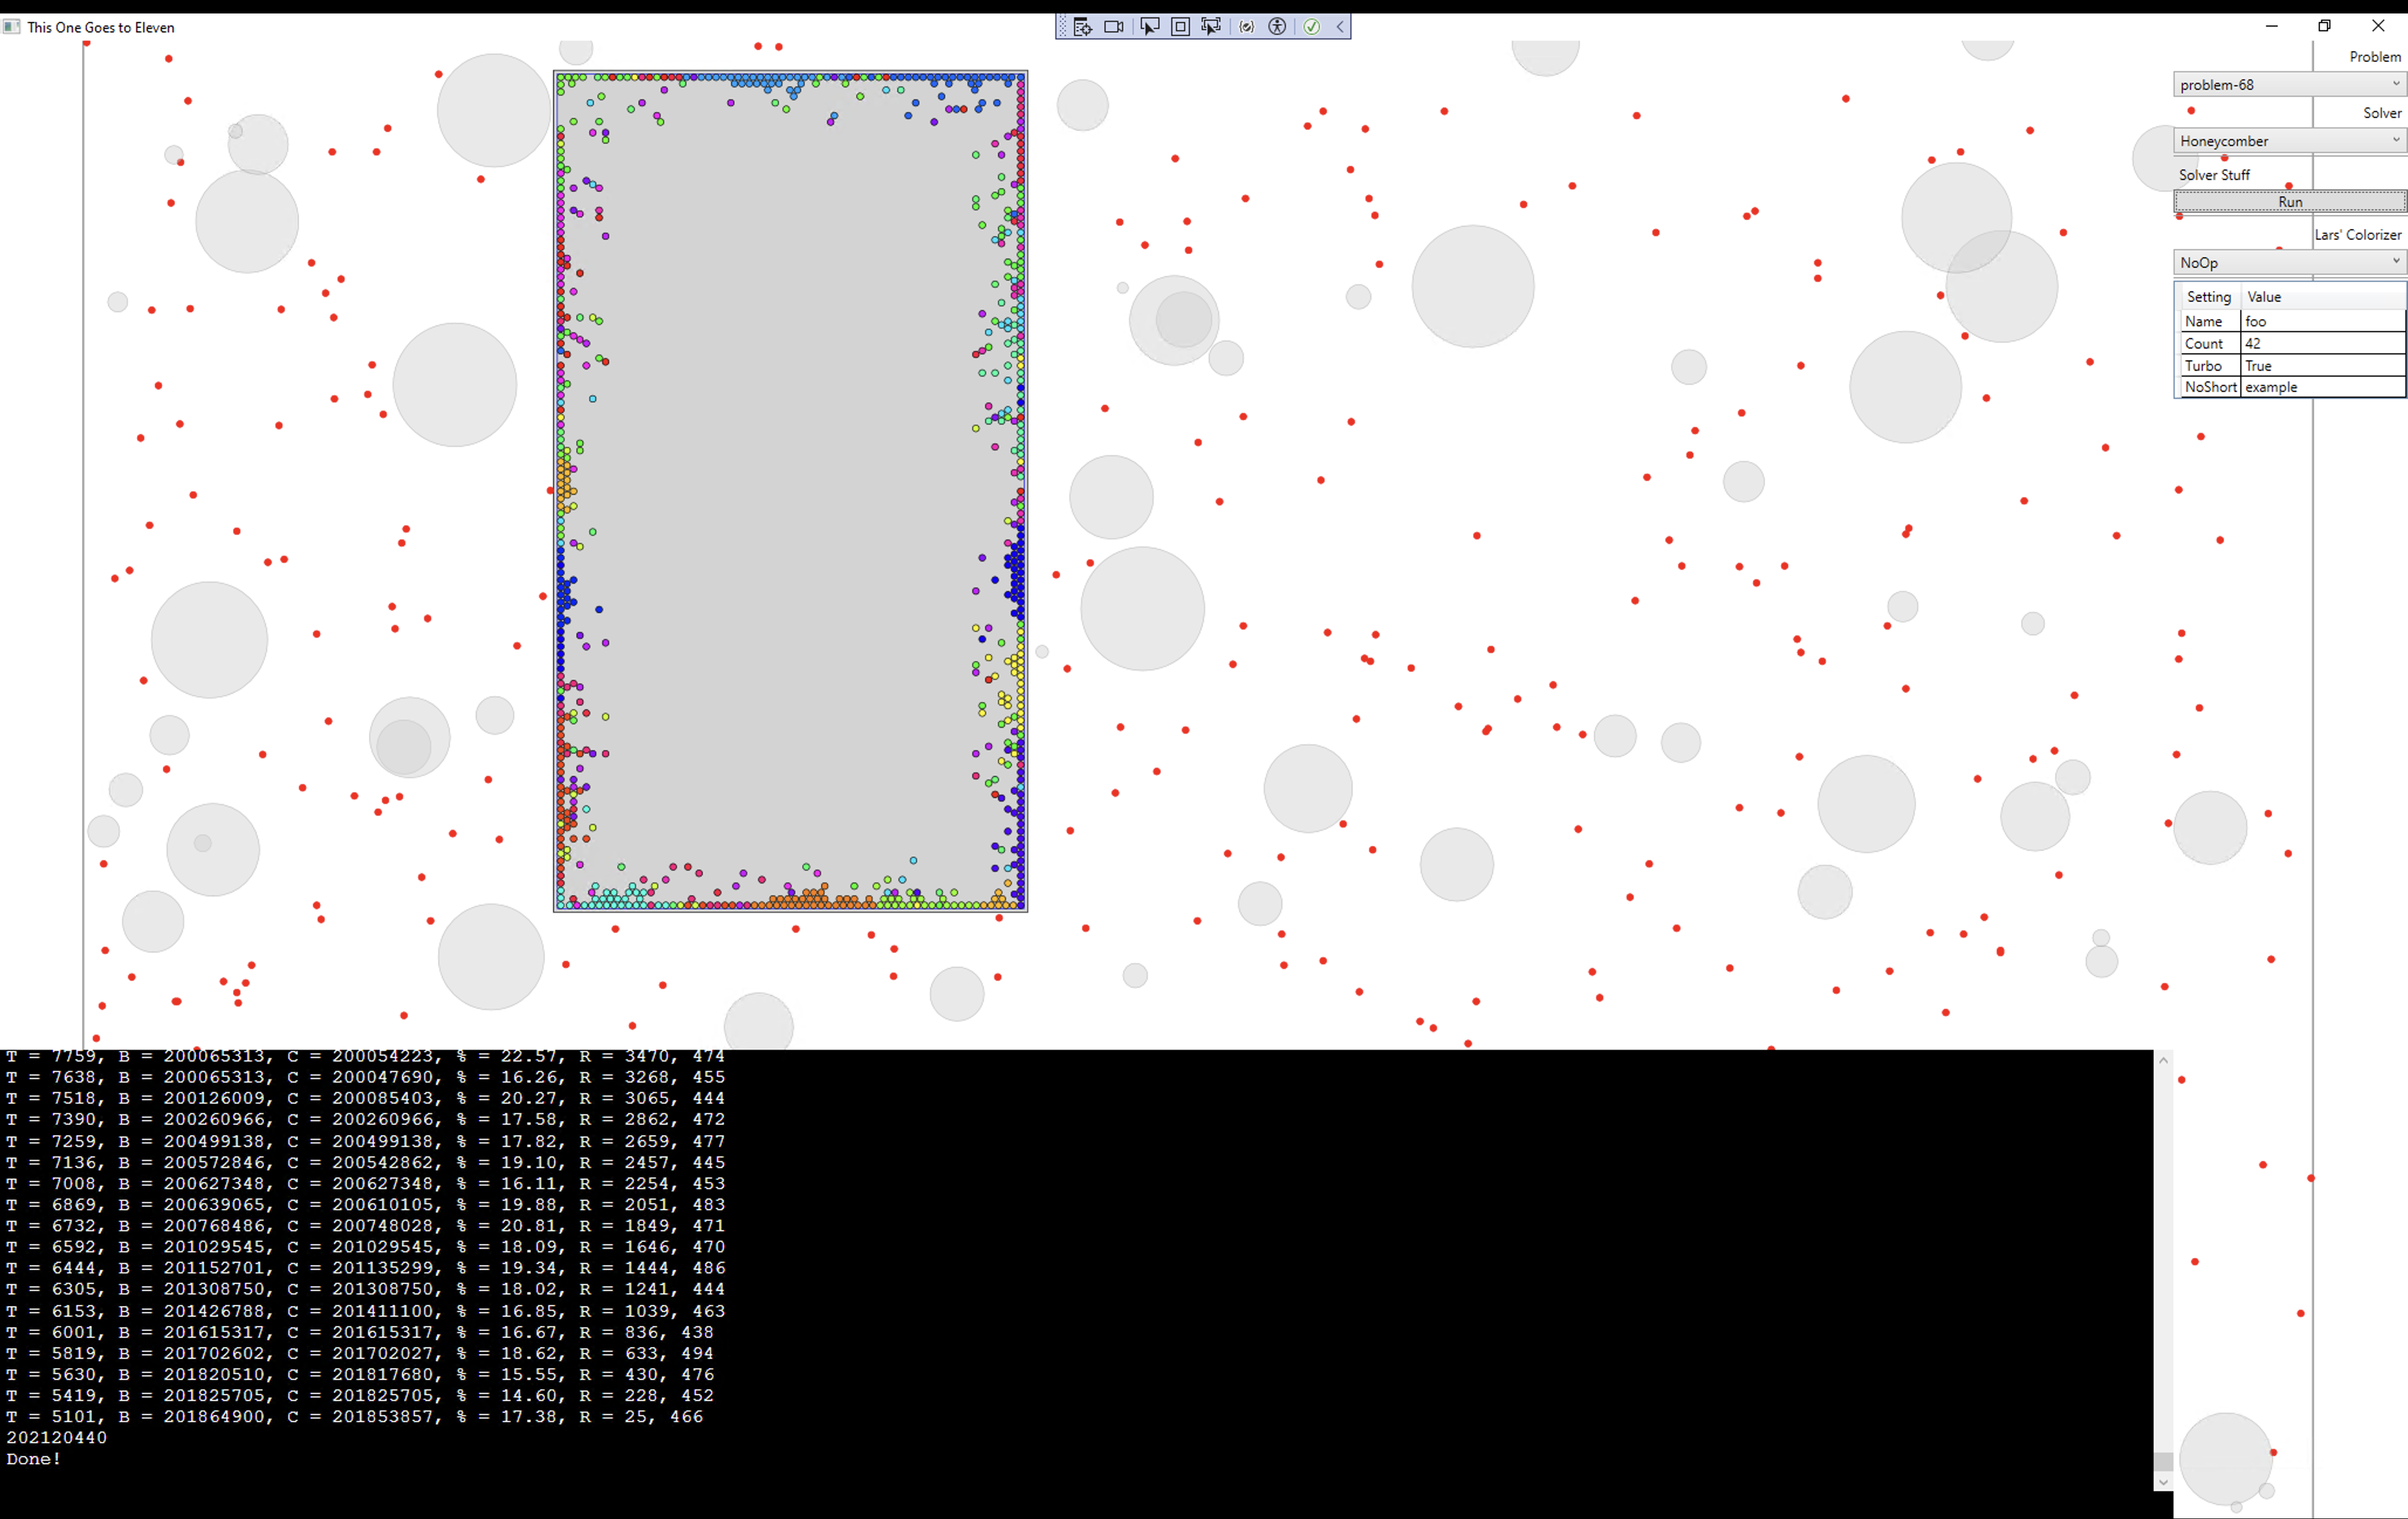 This One Goes to Eleven
Problem
problem-68
Solver
Honeycomber
Solver Stuff
Run
Lars' Colorizer
NoOp
Setting Value
Name foo
Count 42
Turbo True
NoShort example
T = 7759, B = 200065313, C = 200054223, % = 22.57, R = 3470, 474
T = 7638, B = 200065313, C = 200047690, % = 16.26, R = 3268, 455
T = 7518, B = 200126009, C = 200085403, % = 20.27, R = 3065, 444
T = 7390, B = 200260966, C = 200260966, % = 17.58, R = 2862, 472
T = 7259, B = 200499138, C = 200499138, % = 17.82, R = 2659, 477
T = 7136, B = 200572846, C = 200542862, % = 19.10, R = 2457, 445
T = 7008, B = 200627348, C = 200627348, % = 16.11, R = 2254, 453
T = 6869, B = 200639065, C = 200610105, % = 19.88, R = 2051, 483
T = 6732, B = 200768486, C = 200748028, % = 20.81, R = 1849, 471
T = 6592, B = 201029545, C = 201029545, % = 18.09, R = 1646, 470
T = 6444, B = 201152701, C = 201135299, % = 19.34, R = 1444, 486
T = 6305, B = 201308750, C = 201308750, % = 18.02, R = 1241, 444
T = 6153, B = 201426788, C = 201411100, % = 16.85, R = 1039, 463
T = 6001, B = 201615317, C = 201615317, % = 16.67, R = 836, 438
T = 5819, B = 201702602, C = 201702027, % = 18.62, R = 633, 494
T = 5630, B = 201820510, C = 201817680, % = 15.55, R = 430, 476
T = 5419, B = 201825705, C = 201825705, % = 14.60, R = 228, 452
T = 5101, B = 201864900, C = 201853857, % = 17.38, R = 25, 466
202120440
Done!